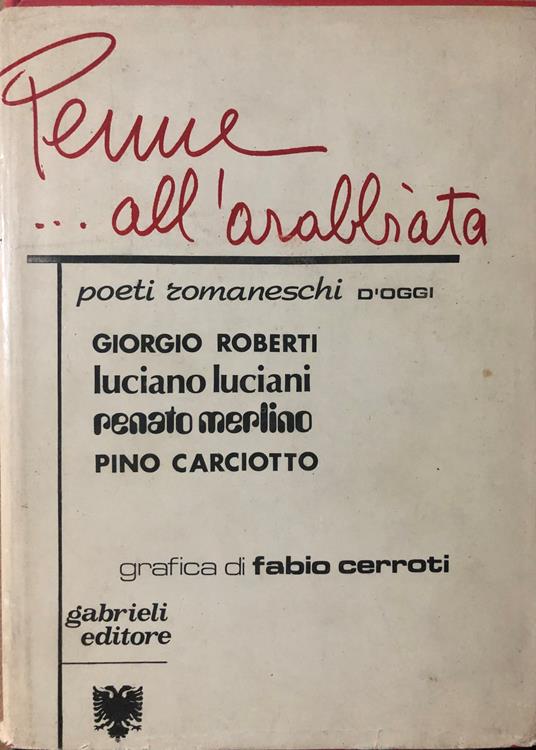 Penne
... all'arabbiata
poeti romaneschi D'OGGI
GIORGIO ROBERTI
luciano luciani
renato merlino
PINO CARCIOTTO
grafica di fabio cerroti
gabrieli
editore